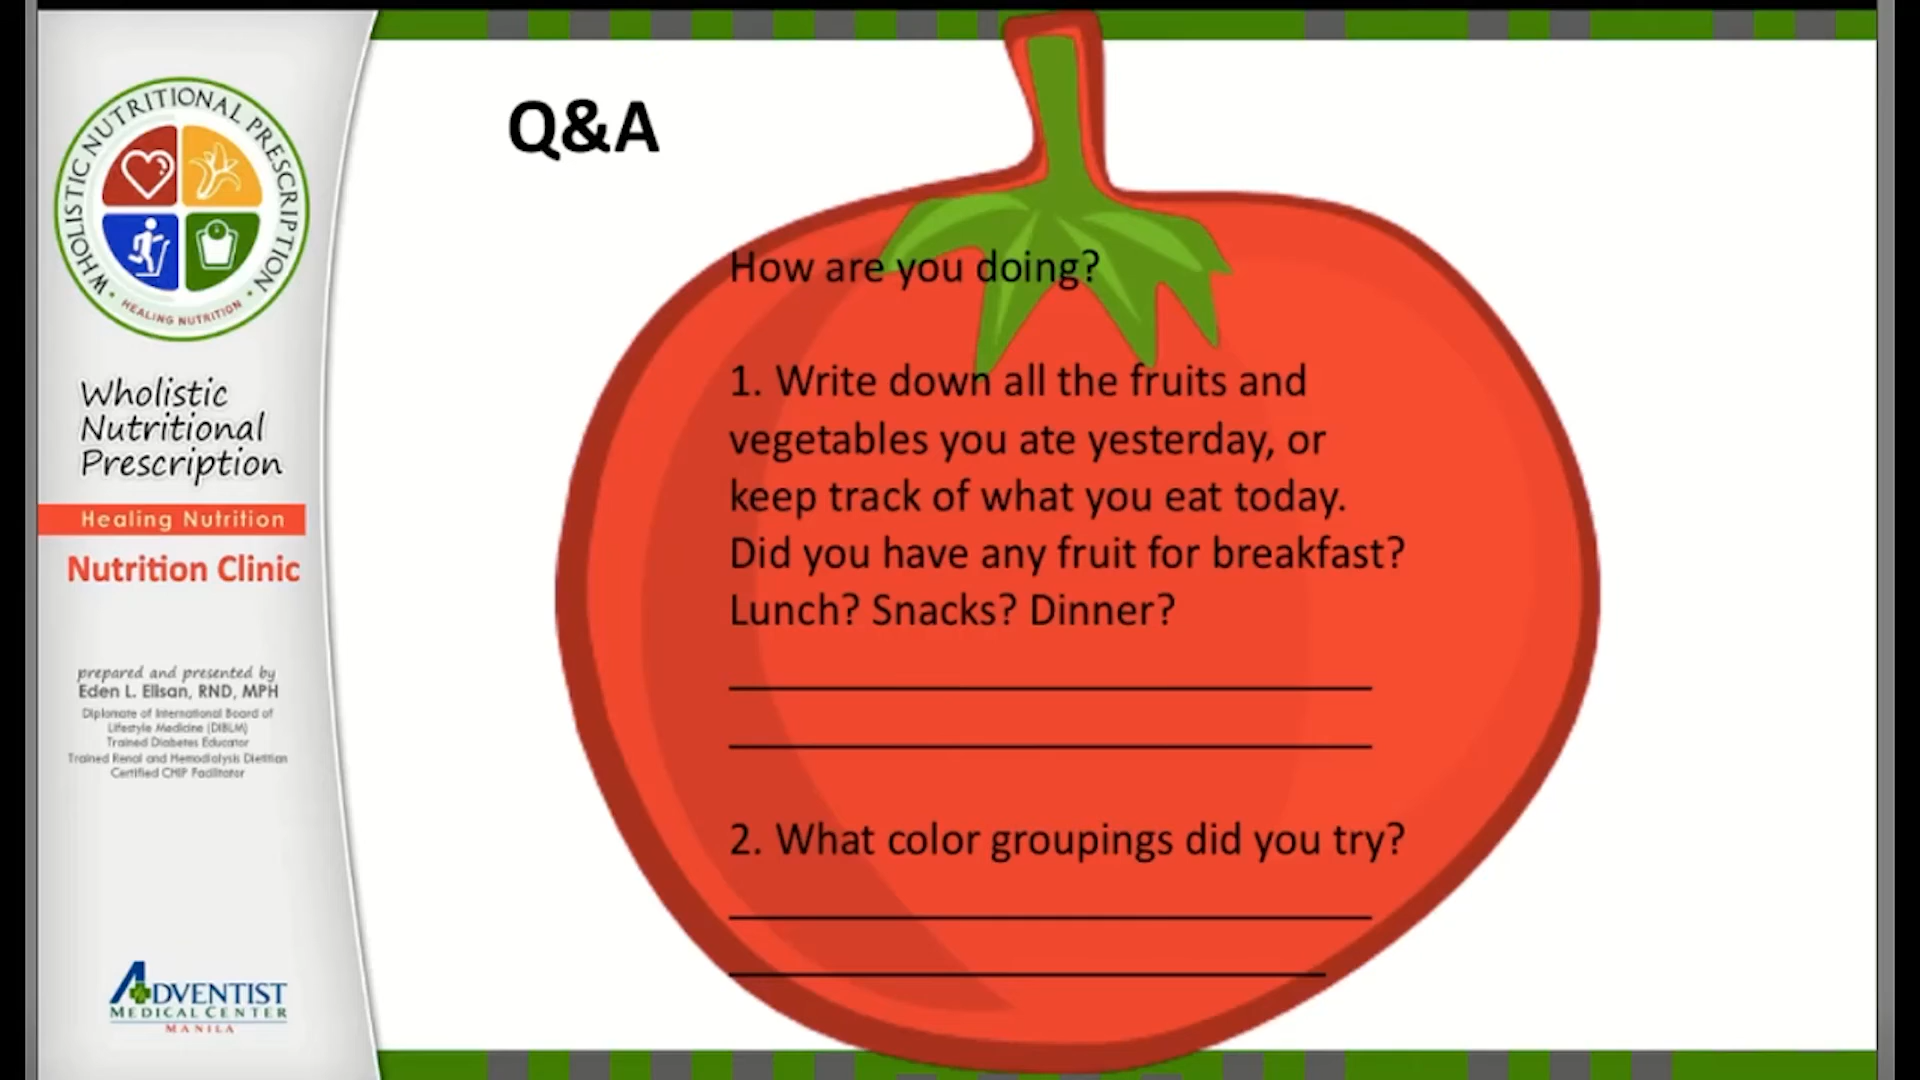 WHOLISTIC NUTRITIONAL PRESCRIPTION
• HEALING NUTRITION •
Wholistic
Nutritional
Prescription
Healing Nutrition
Nutrition Clinic
prepared and presented by
Eden L. Elisan, RND, MPH
Diplomate of International Board of
Lifestyle Medicine (DIBLM)
Trained Diabetes Educator
Trained Renal and Hemodialysis Dietitian
Certified CHIP Facilitator
ADVENTIST
MEDICAL CENTER
MANILA
Q&A
How are you doing?
1. Write down all the fruits and
vegetables you ate yesterday, or
keep track of what you eat today.
Did you have any fruit for breakfast?
Lunch? Snacks? Dinner?
2. What color groupings did you try?